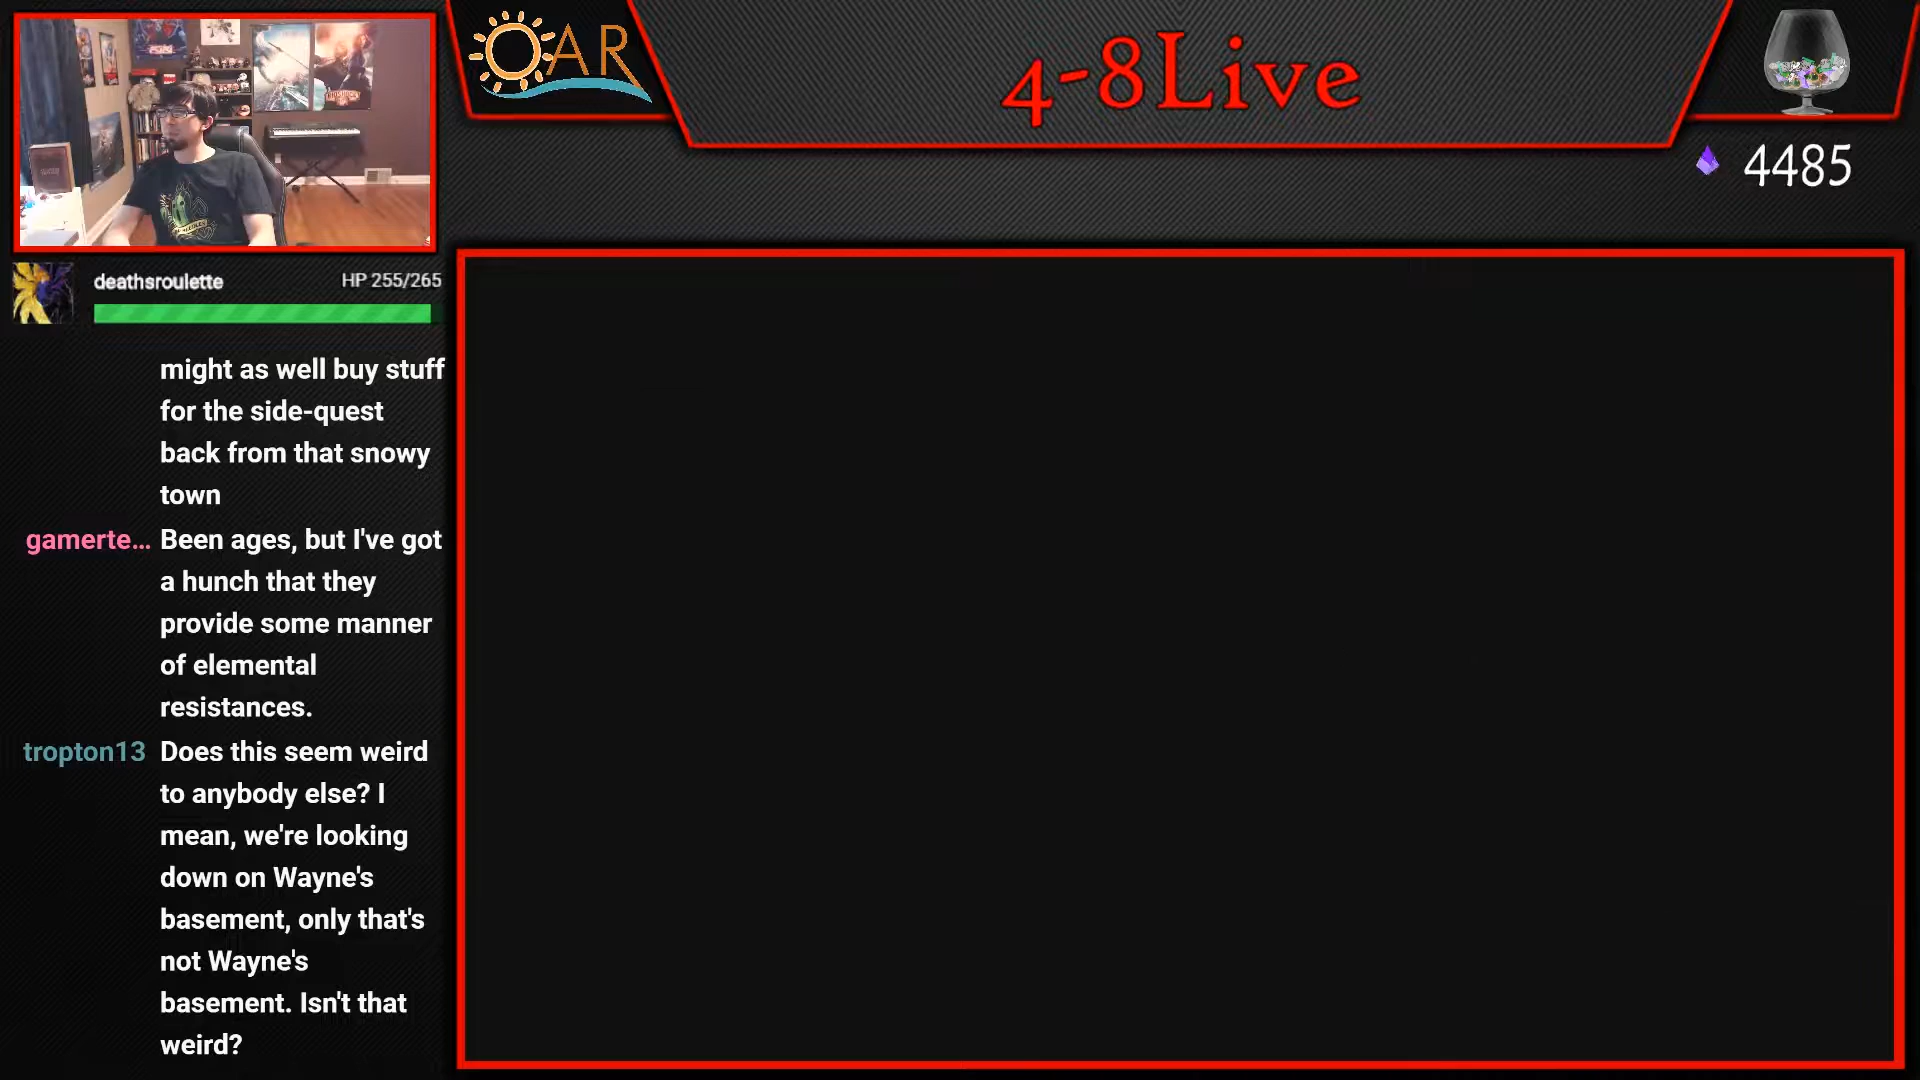 OAR
4-8Live
4485
deathsroulette HP 255/265
might as well buy stuff
for the side-quest
back from that snowy
town
gamerte... Been ages, but I've got
a hunch that they
provide some manner
of elemental
resistances.
tropton13 Does this seem weird
to anybody else? I
mean, we're looking
down on Wayne's
basement, only that's
not Wayne's
basement. Isn't that
weird?